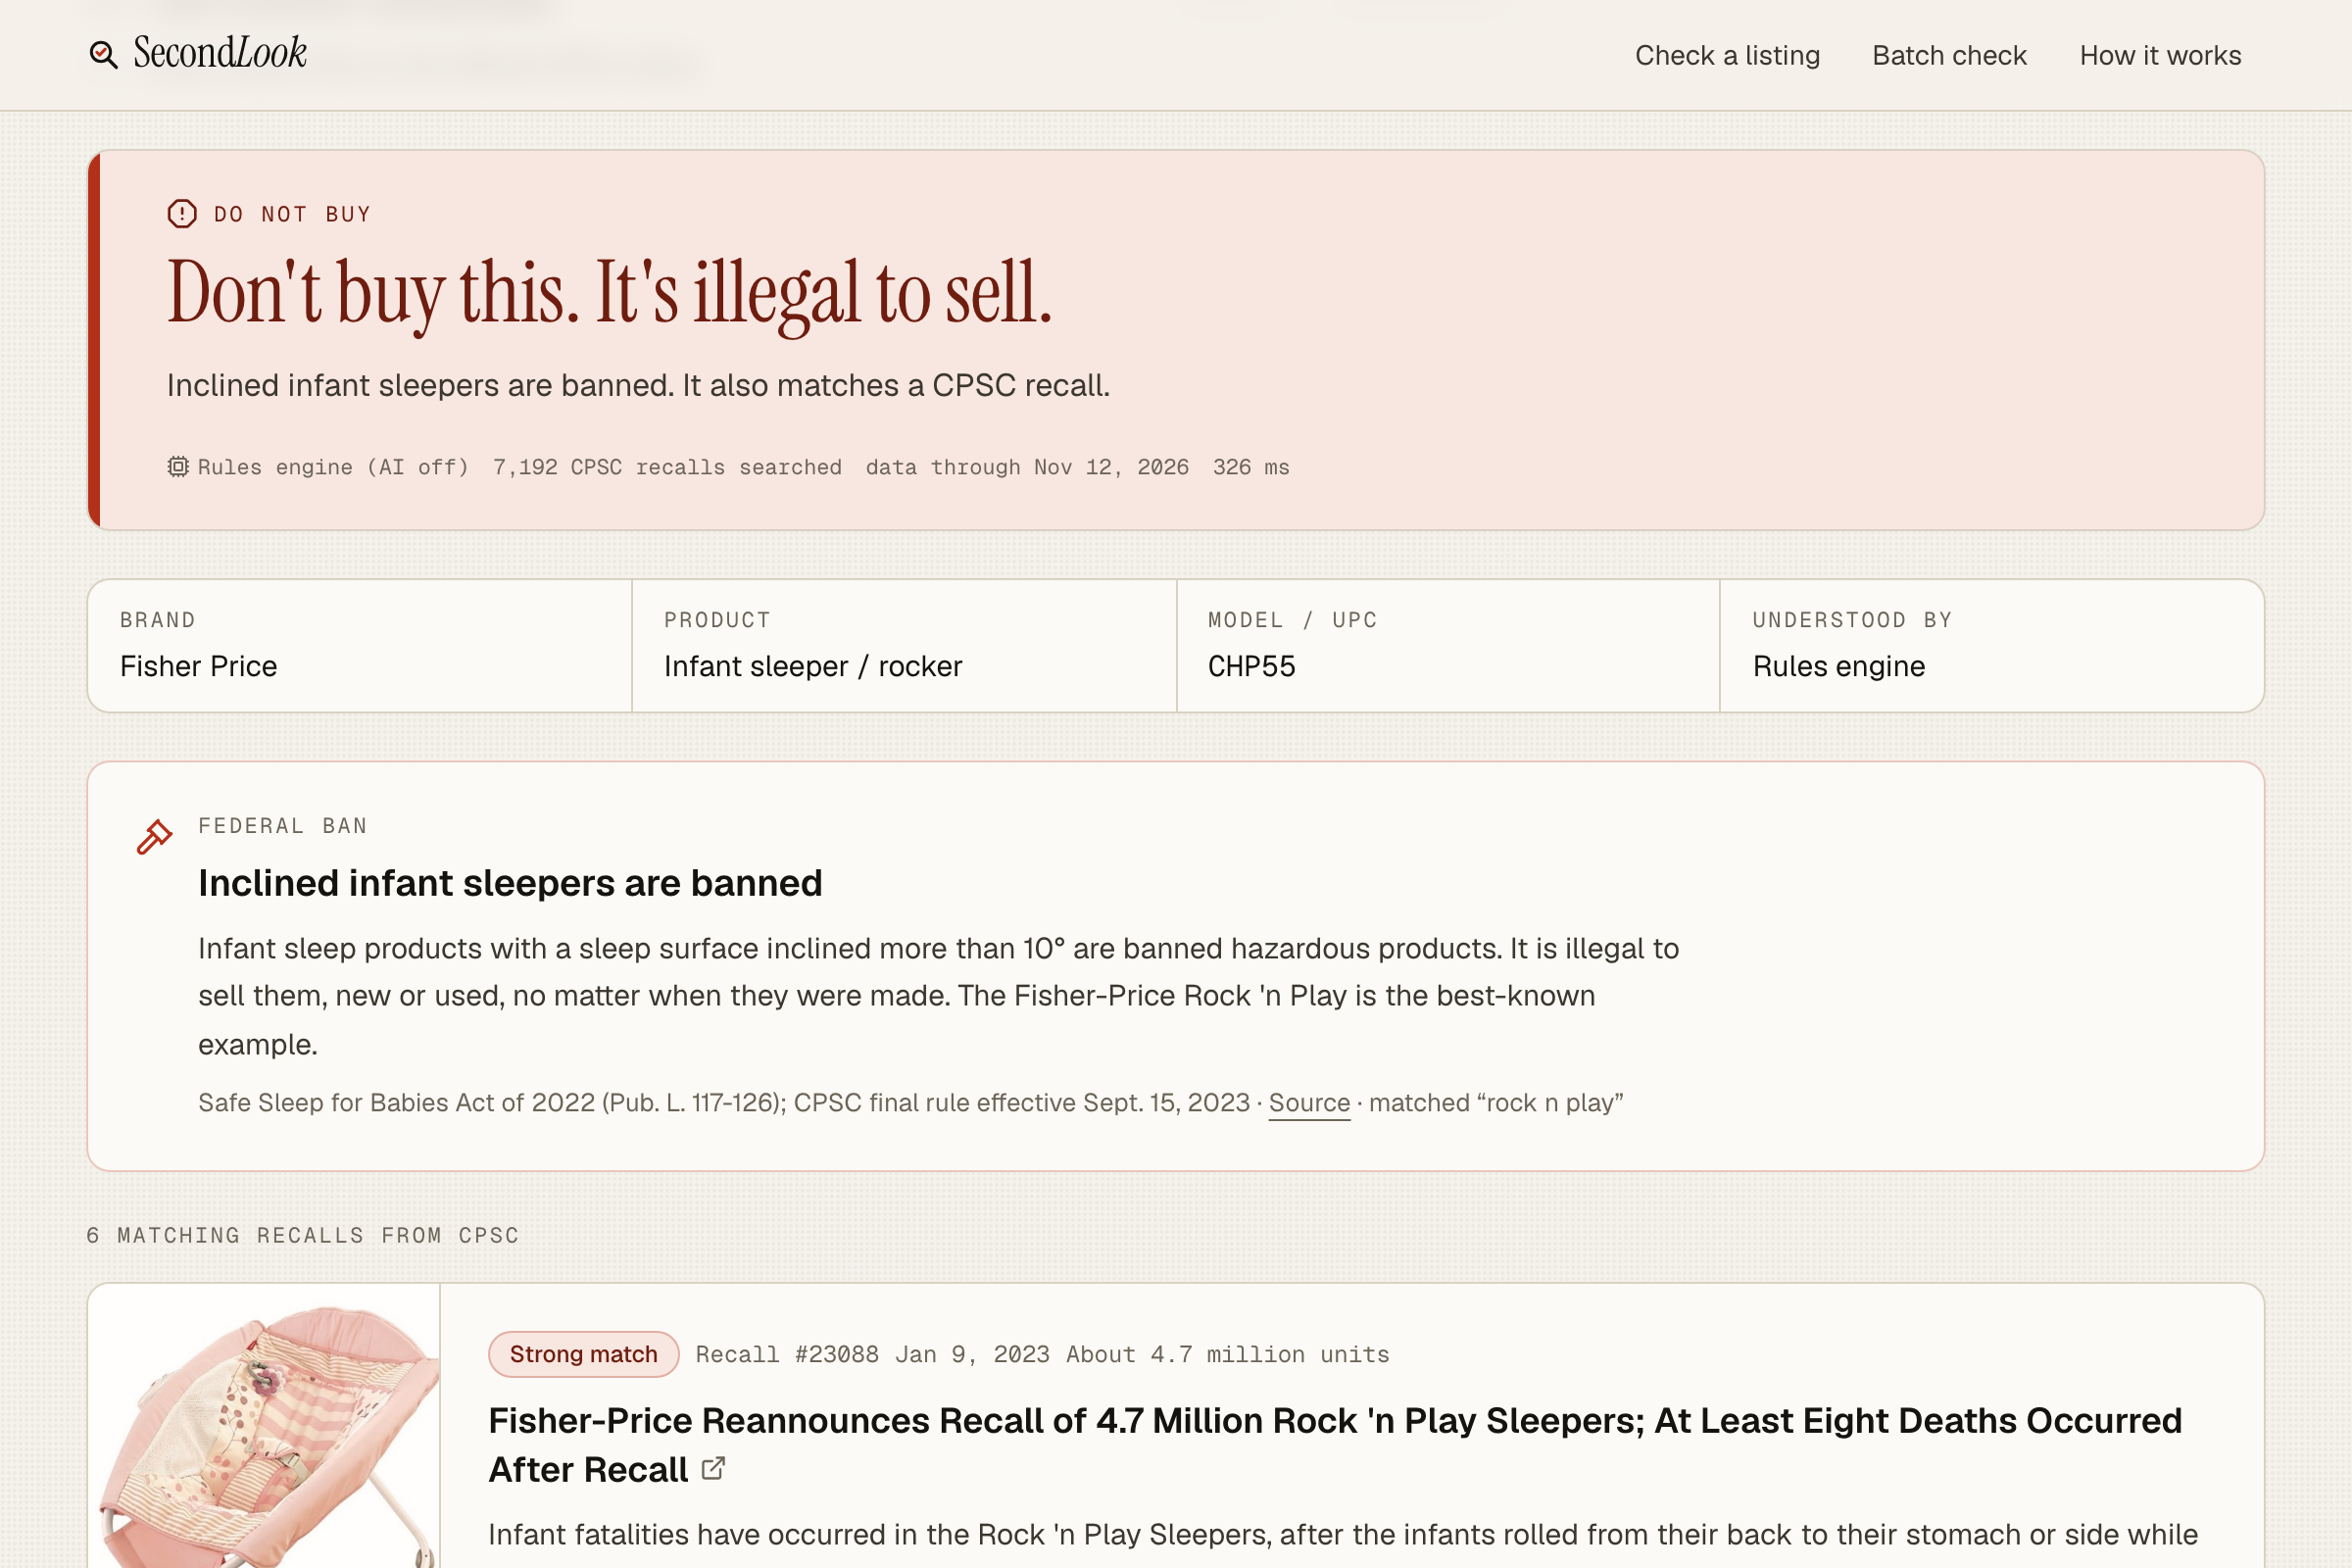 SecondLook
Check a listing
Batch check
How it works
DO NOT BUY
Don't buy this. It's illegal to sell.
Inclined infant sleepers are banned. It also matches a CPSC recall.
Rules engine (AI off) 7,192 CPSC recalls searched data through Nov 12, 2026 326 ms
BRAND
Fisher Price
PRODUCT
Infant sleeper / rocker
MODEL / UPC
CHP55
UNDERSTOOD BY
Rules engine
FEDERAL BAN
Inclined infant sleepers are banned
Infant sleep products with a sleep surface inclined more than 10° are banned hazardous products. It is illegal to
sell them, new or used, no matter when they were made. The Fisher-Price Rock 'n Play is the best-known
example.
Safe Sleep for Babies Act of 2022 (Pub. L. 117-126); CPSC final rule effective Sept. 15, 2023 · Source · matched “rock n play”
6 MATCHING RECALLS FROM CPSC
Strong match Recall #23088 Jan 9, 2023 About 4.7 million units
Fisher-Price Reannounces Recall of 4.7 Million Rock 'n Play Sleepers; At Least Eight Deaths Occurred
After Recall
Infant fatalities have occurred in the Rock 'n Play Sleepers, after the infants rolled from their back to their stomach or side while